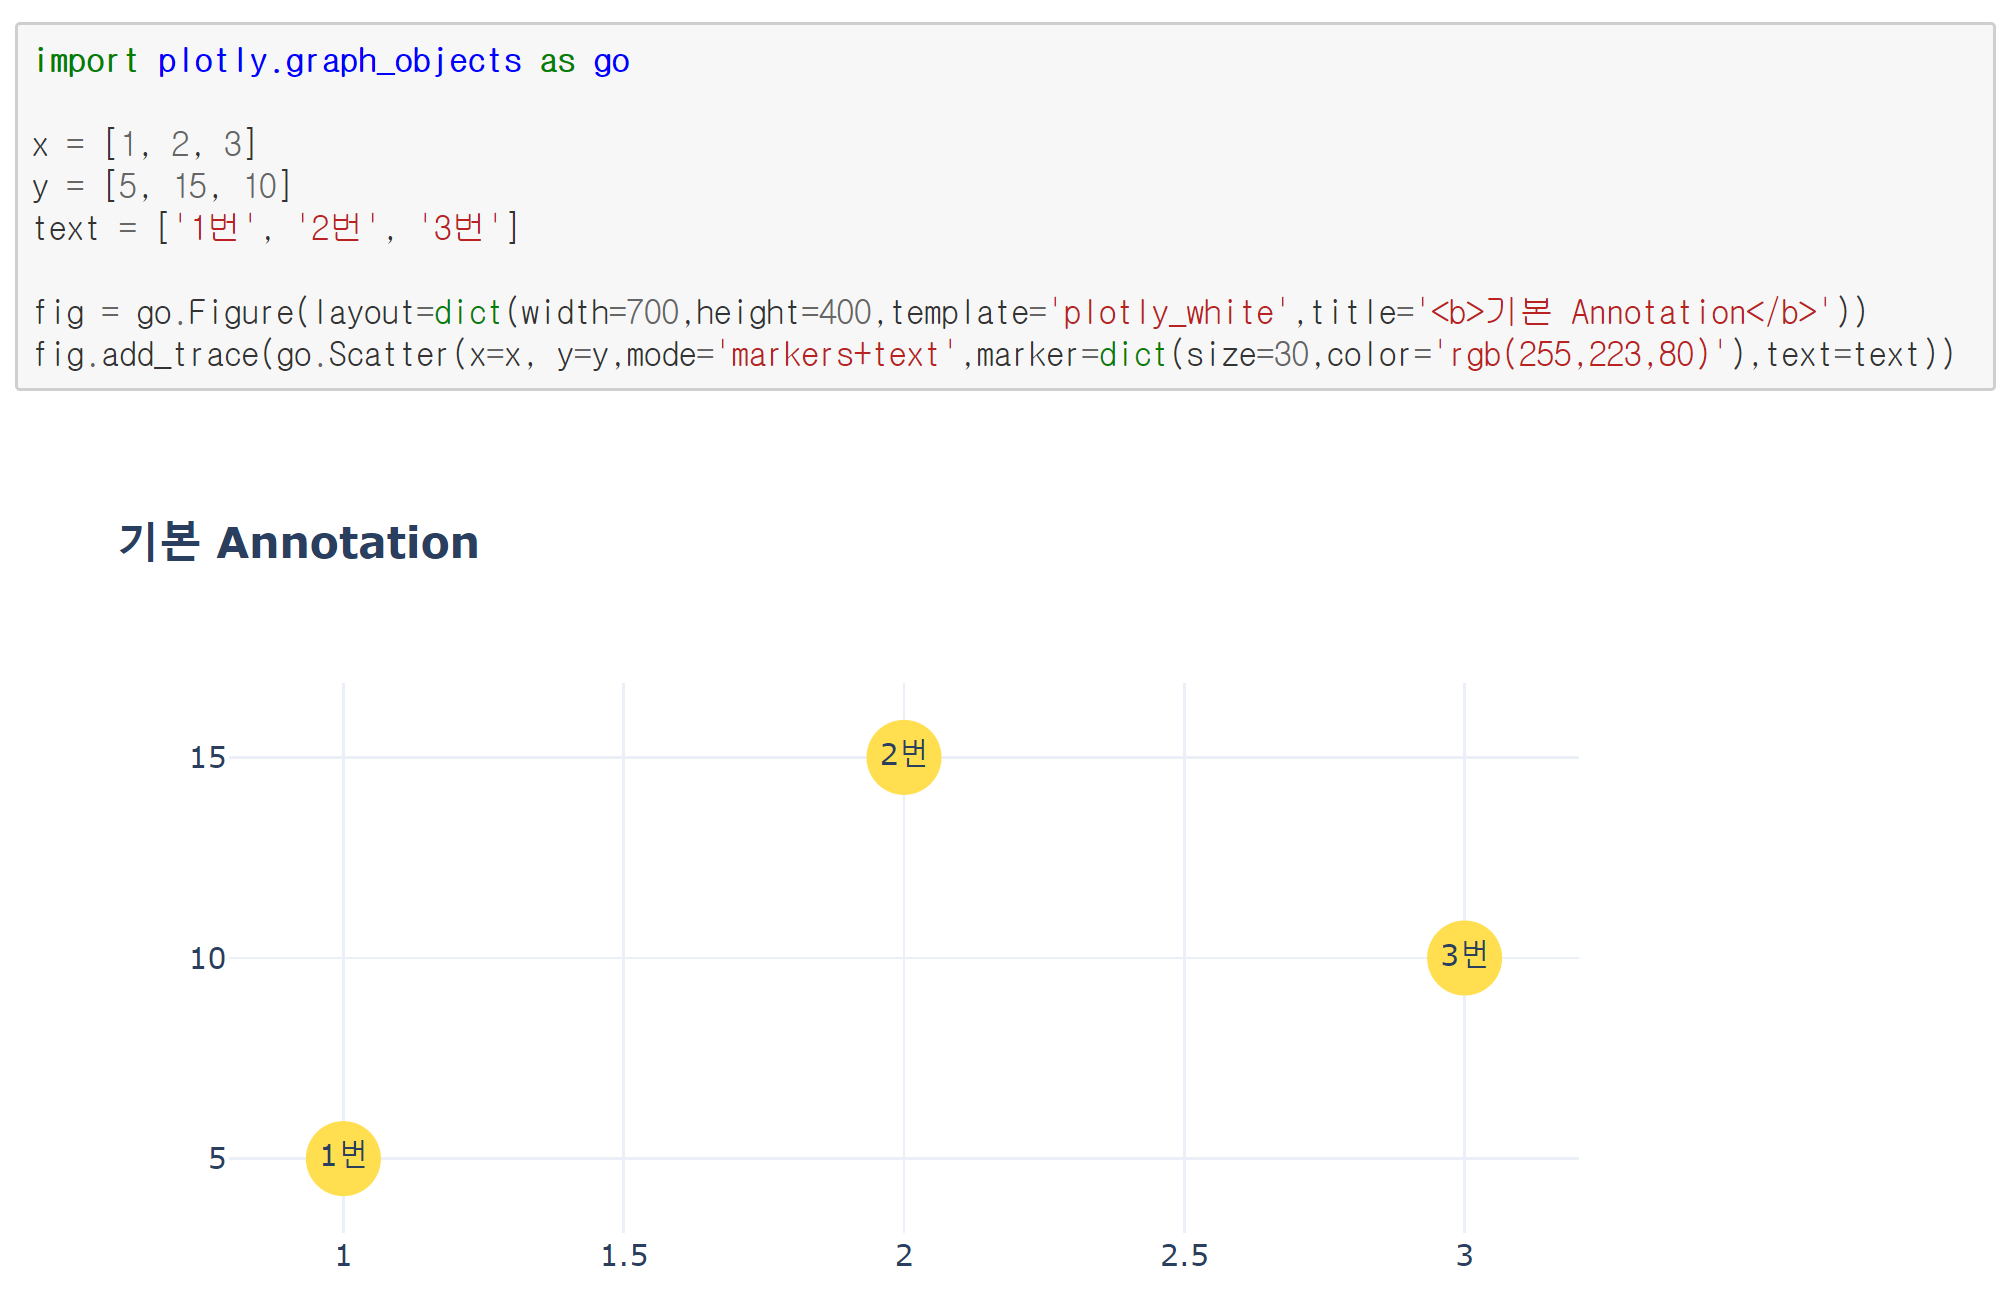 import plotly.graph_objects as go
x = [1, 2, 3]
y = [5, 15, 10]
text = ['1번', '2번', '3번']
fig = go.Figure(layout=dict(width=700,height=400,template='plotly_white',title='<b>기본 Annotation</b>'))
fig.add_trace(go.Scatter(x=x, y=y,mode='markers+text',marker=dict(size=30,color='rgb(255,223,80)'),text=text))
기본 Annotation
15
2번
10
3번
5
1번
1 1.5 2 2.5 3